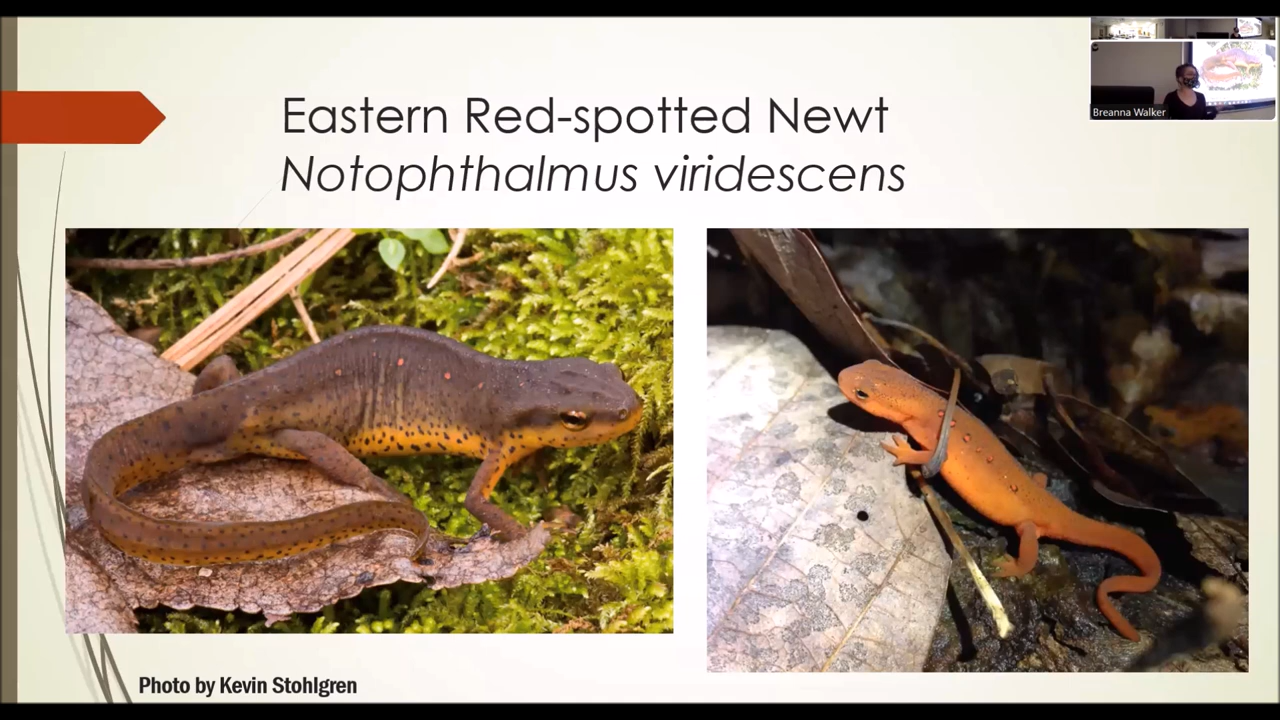 Eastern Red-spotted Newt
Notophthalmus viridescens
Breanna Walker
Photo by Kevin Stohlgren